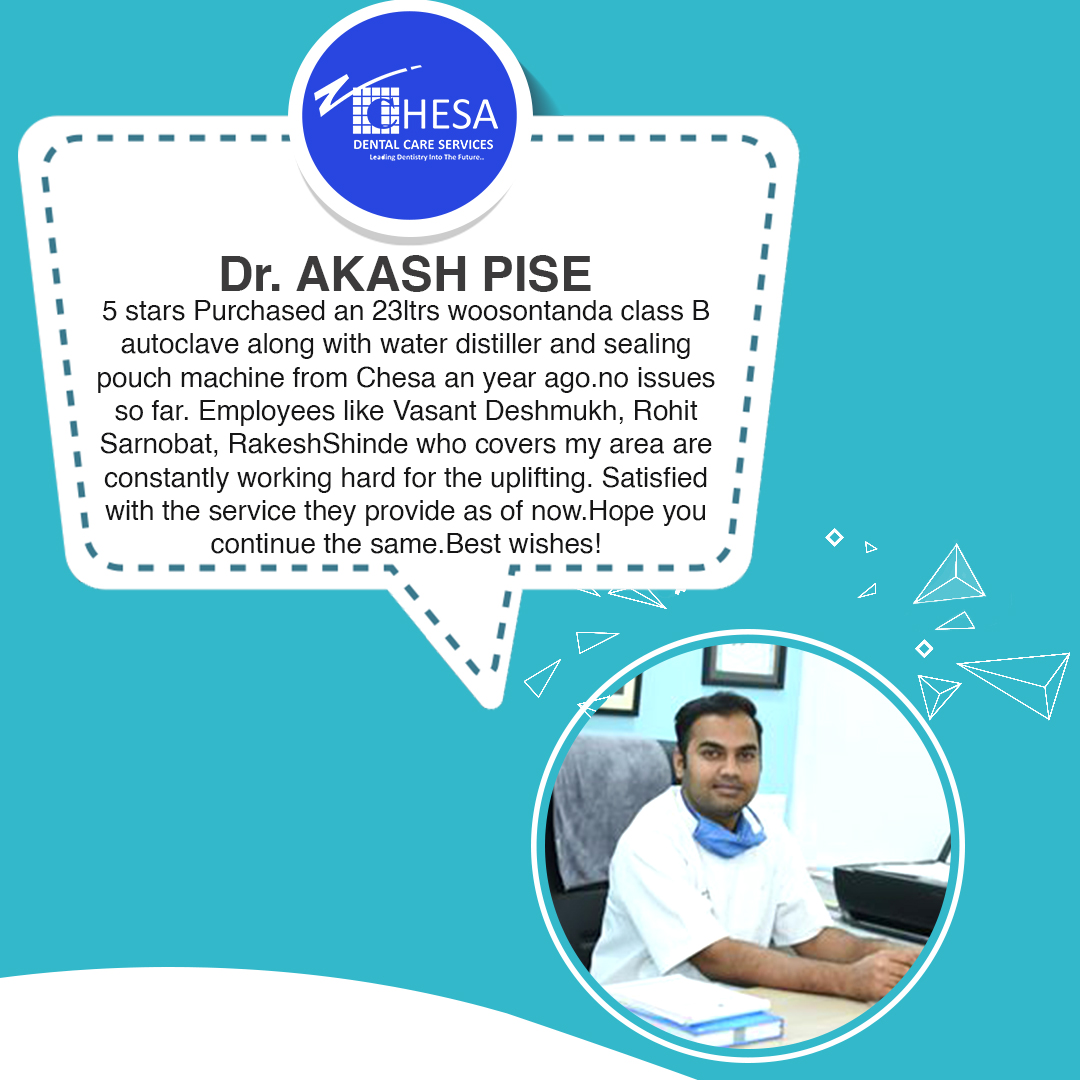 CHESA
DENTAL CARE SERVICES
Leading Dentistry Into The Future..
Dr. AKASH PISE
5 stars Purchased an 23ltrs woosontanda class B
autoclave along with water distiller and sealing
pouch machine from Chesa an year ago.no issues
so far. Employees like Vasant Deshmukh, Rohit
Sarnobat, RakeshShinde who covers my area are
constantly working hard for the uplifting. Satisfied
with the service they provide as of now.Hope you
continue the same.Best wishes!